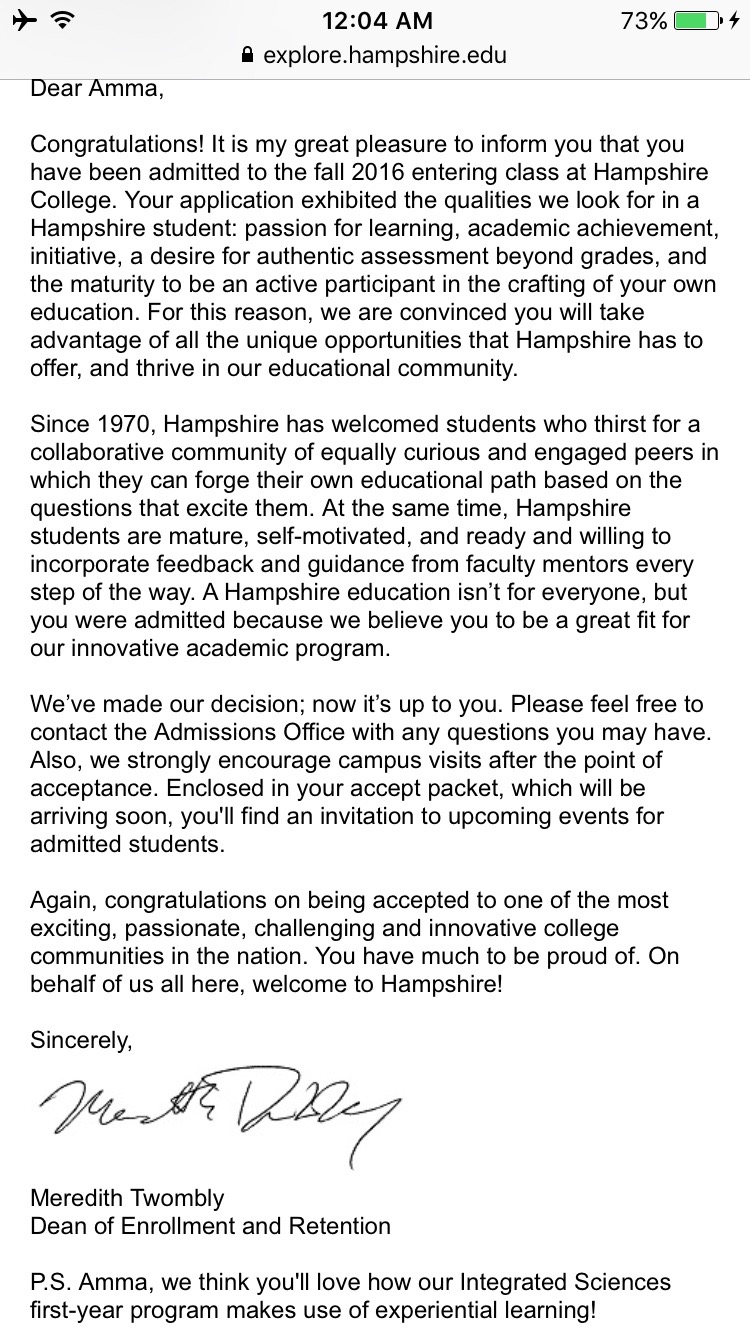 12:04 AM
73%
explore.hampshire.edu
Dear Amma,
Congratulations! It is my great pleasure to inform you that you
have been admitted to the fall 2016 entering class at Hampshire
College. Your application exhibited the qualities we look for in a
Hampshire student: passion for learning, academic achievement,
initiative, a desire for authentic assessment beyond grades, and
the maturity to be an active participant in the crafting of your own
education. For this reason, we are convinced you will take
advantage of all the unique opportunities that Hampshire has to
offer, and thrive in our educational community.
Since 1970, Hampshire has welcomed students who thirst for a
collaborative community of equally curious and engaged peers in
which they can forge their own educational path based on the
questions that excite them. At the same time, Hampshire
students are mature, self-motivated, and ready and willing to
incorporate feedback and guidance from faculty mentors every
step of the way. A Hampshire education isn’t for everyone, but
you were admitted because we believe you to be a great fit for
our innovative academic program.
We’ve made our decision; now it’s up to you. Please feel free to
contact the Admissions Office with any questions you may have.
Also, we strongly encourage campus visits after the point of
acceptance. Enclosed in your accept packet, which will be
arriving soon, you'll find an invitation to upcoming events for
admitted students.
Again, congratulations on being accepted to one of the most
exciting, passionate, challenging and innovative college
communities in the nation. You have much to be proud of. On
behalf of us all here, welcome to Hampshire!
Sincerely,
Meredith Twombly
Meredith Twombly
Dean of Enrollment and Retention
P.S. Amma, we think you'll love how our Integrated Sciences
first-year program makes use of experiential learning!